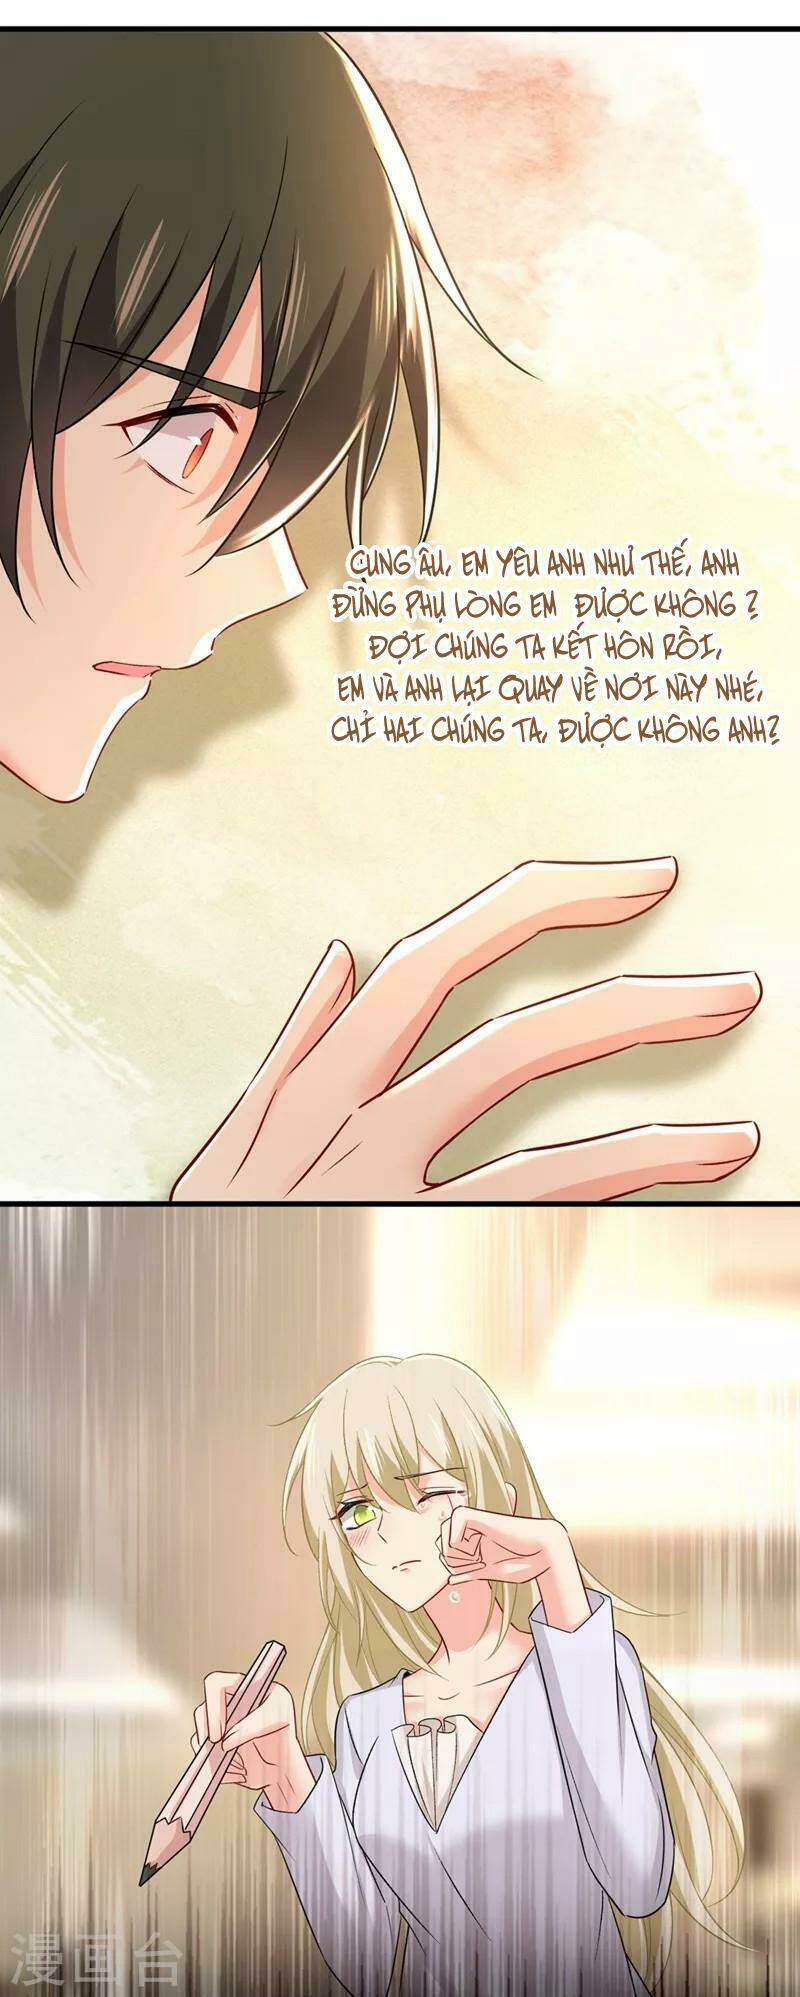 CUNG ÂU, EM YÊU ANH NHƯ THẾ, ANH
ĐỪNG PHỤ LÒNG EM ĐƯỢC KHÔNG ?
ĐỢI CHÚNG TA KẾT HÔN RỒI,
EM VÀ ANH LẠI QUAY VỀ NƠI NÀY NHÉ,
CHỈ HAI CHÚNG TA, ĐƯỢC KHÔNG ANH?
漫画台